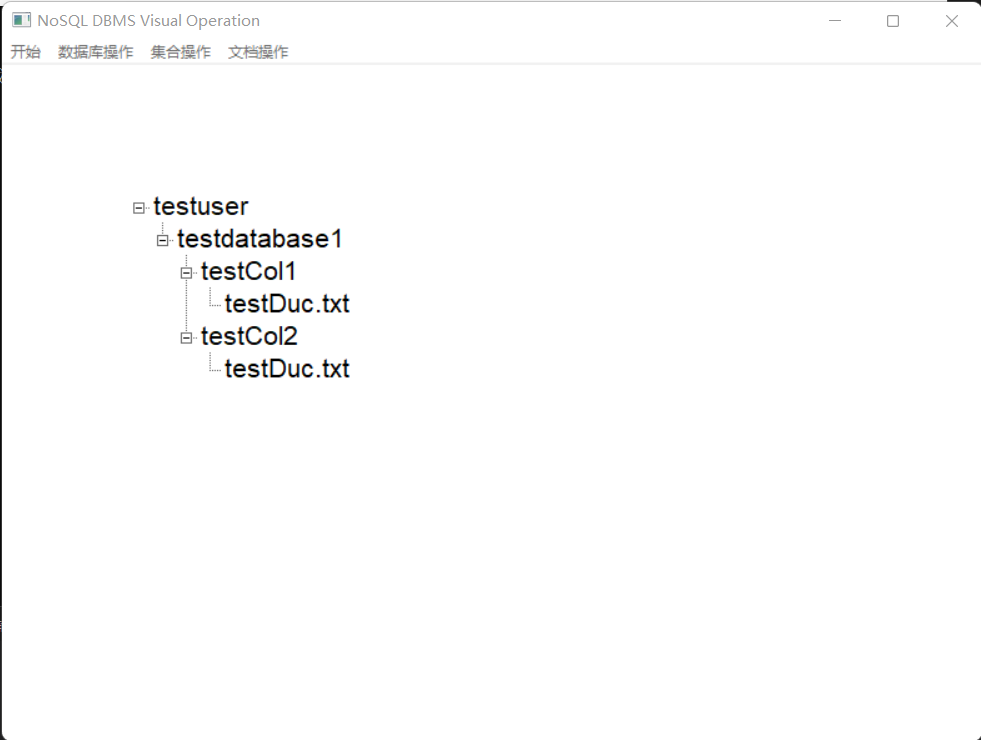 NoSQL DBMS Visual Operation
开始 数据库操作 集合操作 文档操作
testuser
testdatabase1
testCol1
testDuc.txt
testCol2
testDuc.txt